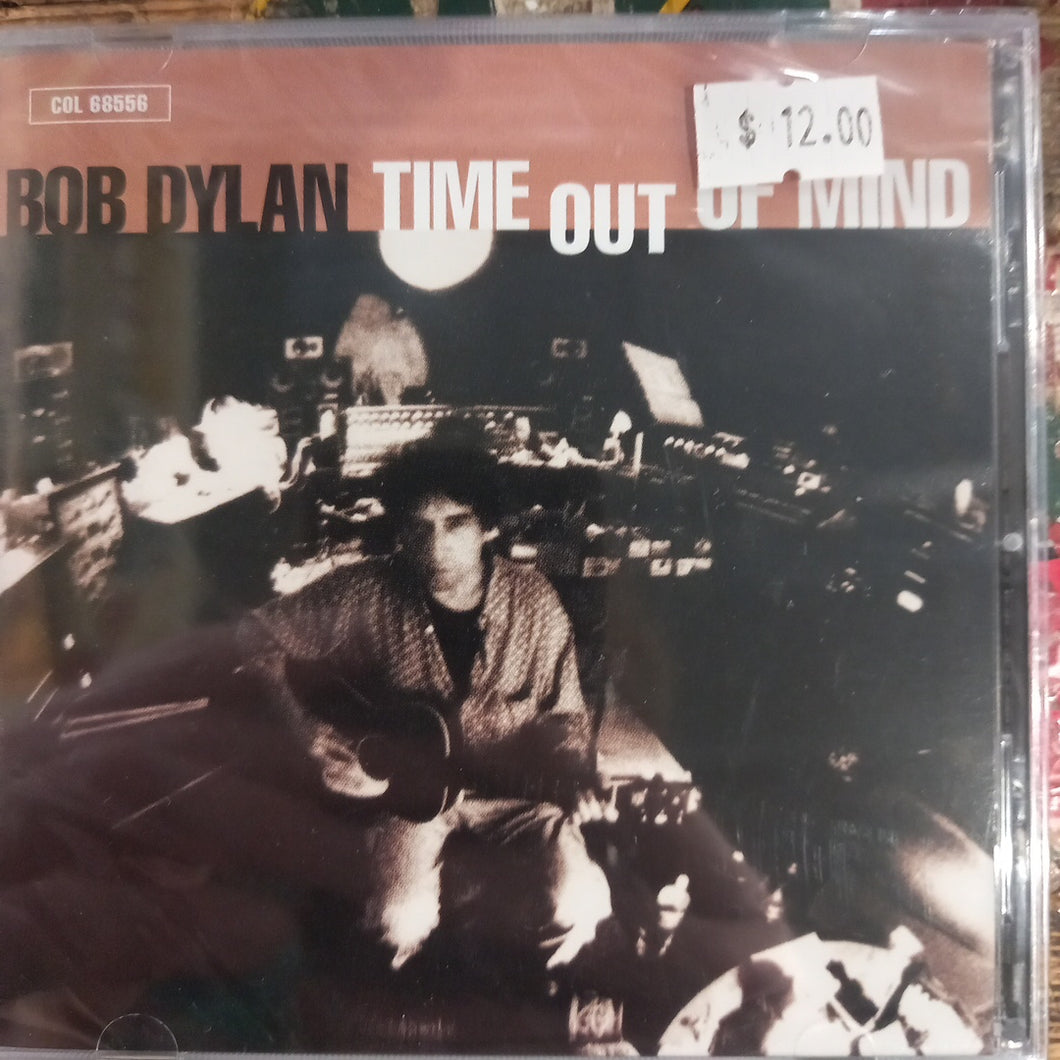 COL 68556
$ 12.00
BOB DYLAN TIME OUT OF MIND